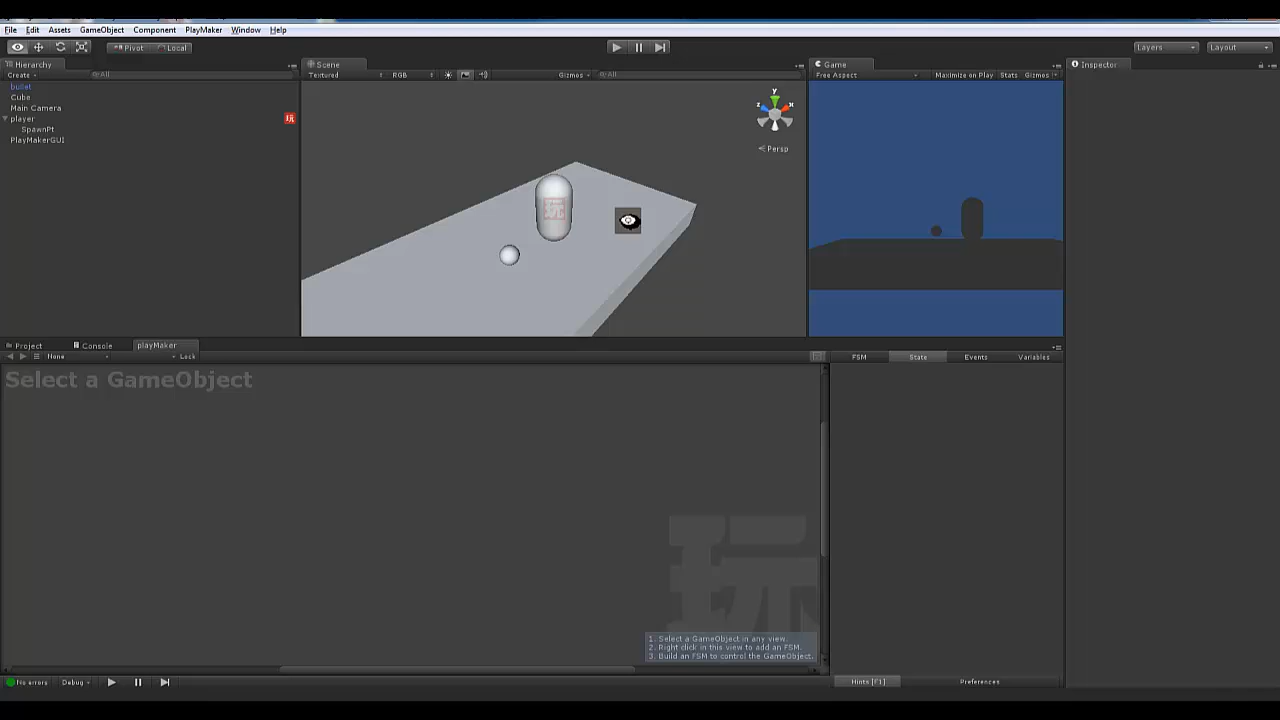 File Edit Assets GameObject Component PlayMaker Window Help
Pivot Local
Layers Layout
Hierarchy
Create All
bullet
Cube
Main Camera
player
玩
SpawnPt
PlayMakerGUI
Scene
Textured RGB Gizmos All
y
z x
Persp
玩
Game
Free Aspect Maximize on Play Stats Gizmos
Inspector
Project Console playMaker
None Lock
FSM State Events Variables
Select a GameObject
玩
1. Select a GameObject in any view.
2. Right click in this view to add an FSM.
3. Build an FSM to control the GameObject.
No errors Debug
Hints [F1] Preferences